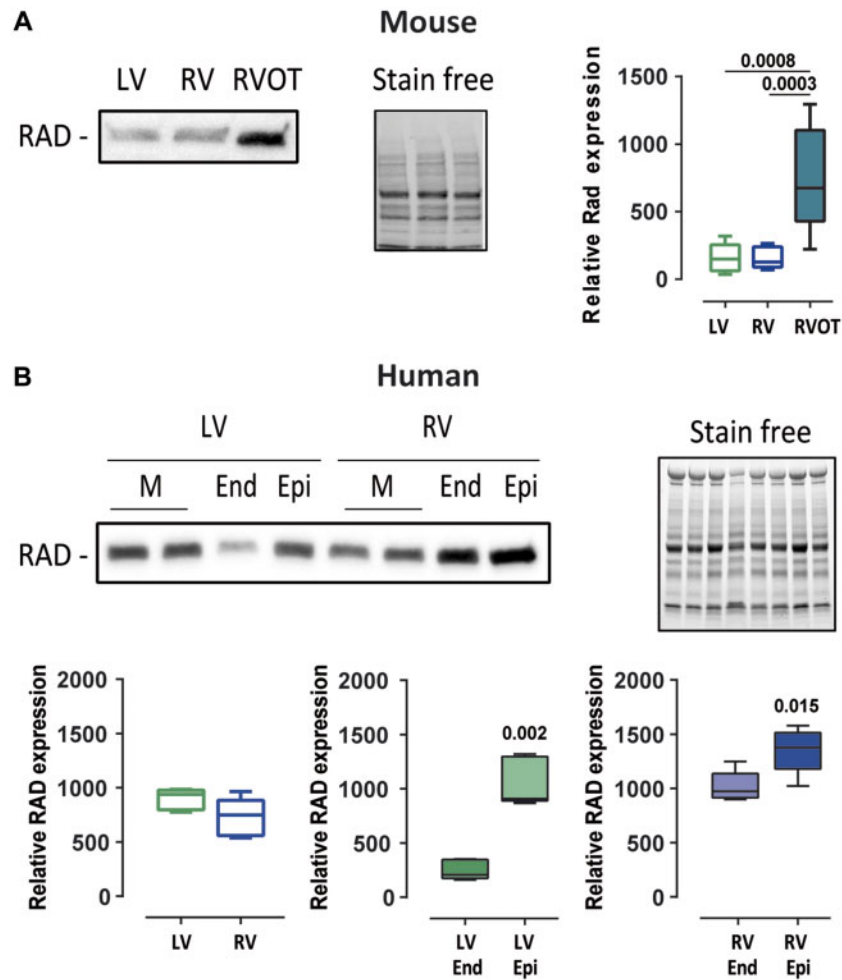 A
Mouse
LV RV RVOT
RAD -
Stain free
Relative Rad expression
1500
1000
500
0
0.0008
0.0003
LV RV RVOT
B
Human
LV RV
M End Epi M End Epi
RAD -
Stain free
Relative RAD expression
2000
1500
1000
500
0
LV RV
Relative RAD expression
2000
1500
1000
500
0
0.002
LV LV
End Epi
Relative RAD expression
2000
1500
1000
500
0
0.015
RV RV
End Epi